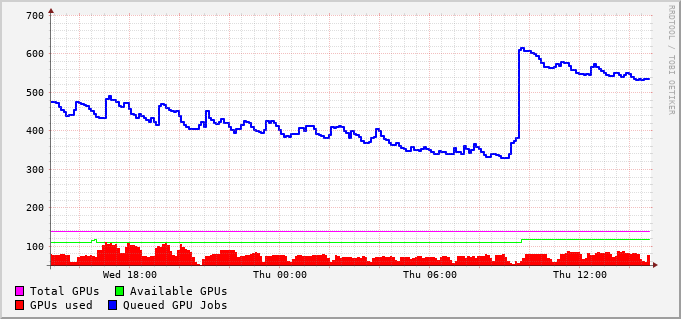 700
600
500
400
300
200
100
Wed 18:00 Thu 00:00 Thu 06:00 Thu 12:00
Total GPUs Available GPUs
GPUs used Queued GPU Jobs
RRDTOOL / TOBI OETIKER